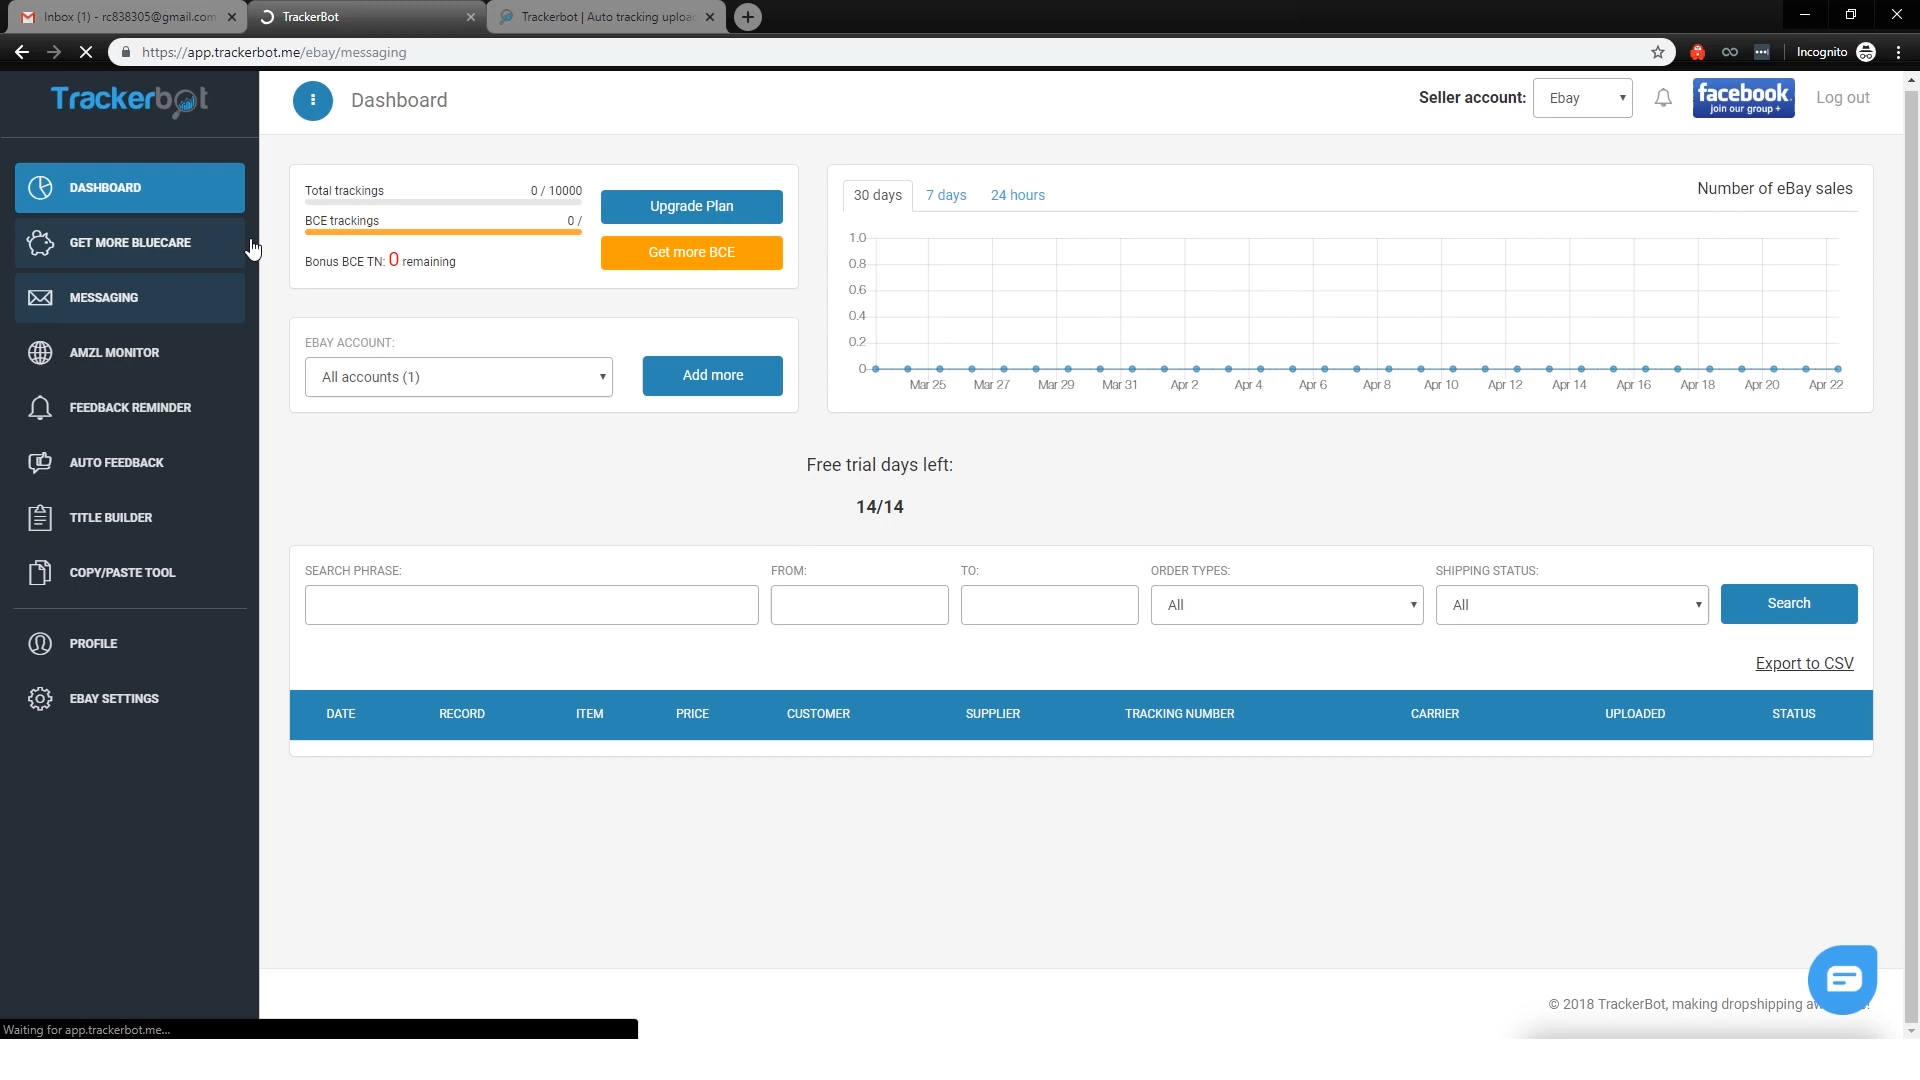 Inbox (1) - rc838305@gmail.com
TrackerBot
Trackerbot | Auto tracking uploa
https://app.trackerbot.me/ebay/messaging
Incognito
Trackerbot
Dashboard
Seller account:
Ebay
facebook
join our group +
Log out
DASHBOARD
GET MORE BLUECARE
MESSAGING
AMZL MONITOR
FEEDBACK REMINDER
AUTO FEEDBACK
TITLE BUILDER
COPY/PASTE TOOL
PROFILE
EBAY SETTINGS
Total trackings 0 / 10000
BCE trackings 0 /
Bonus BCE TN: 0 remaining
Upgrade Plan
Get more BCE
EBAY ACCOUNT:
All accounts (1)
Add more
30 days 7 days 24 hours
Number of eBay sales
1.0
0.8
0.6
0.4
0.2
0
Mar 25 Mar 27 Mar 29 Mar 31 Apr 2 Apr 4 Apr 6 Apr 8 Apr 10 Apr 12 Apr 14 Apr 16 Apr 18 Apr 20 Apr 22
Free trial days left:
14/14
SEARCH PHRASE: FROM: TO: ORDER TYPES: SHIPPING STATUS:
All All Search
Export to CSV
DATE RECORD ITEM PRICE CUSTOMER SUPPLIER TRACKING NUMBER CARRIER UPLOADED STATUS
© 2018 TrackerBot, making dropshipping
Waiting for app.trackerbot.me...